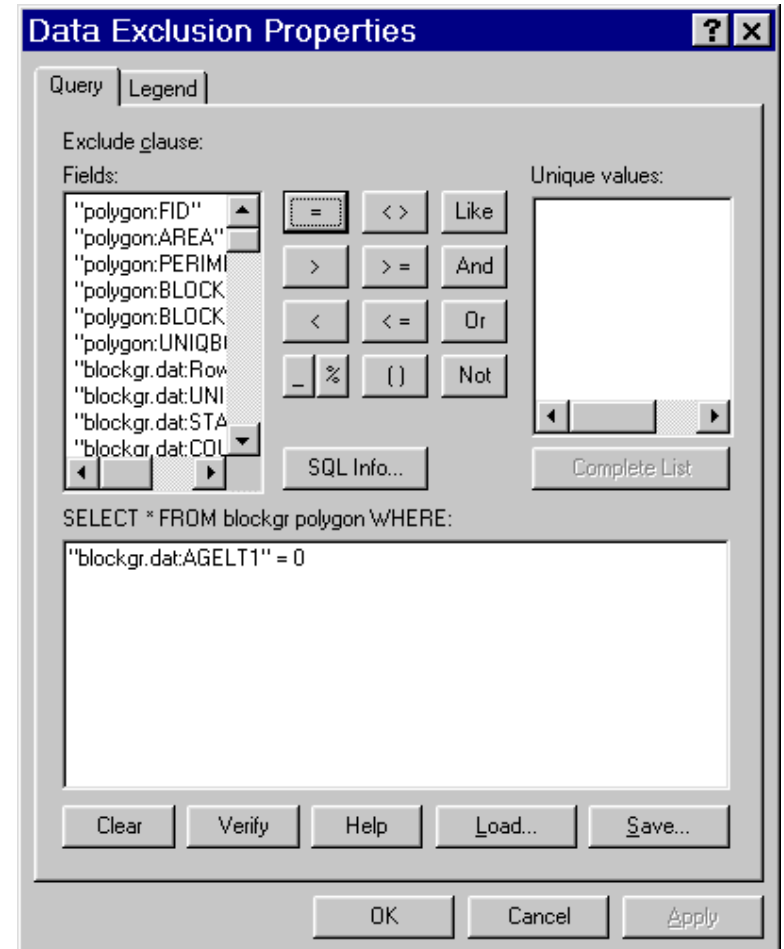 Data Exclusion Properties
Query Legend
Exclude clause:
Fields:
Unique values:
"polygon:FID"
"polygon:AREA"
"polygon:PERIM
"polygon:BLOCK
"polygon:BLOCK
"polygon:UNIQB
"blockgr.dat:Row
"blockgr.dat:UNI
"blockgr.dat:STA
"blockgr.dat:COU
= < > Like
> > = And
< < = Or
_ % ( ) Not
SQL Info...
Complete List
SELECT * FROM blockgr polygon WHERE:
"blockgr.dat:AGELT1" = 0
Clear Verify Help Load... Save...
OK Cancel Apply